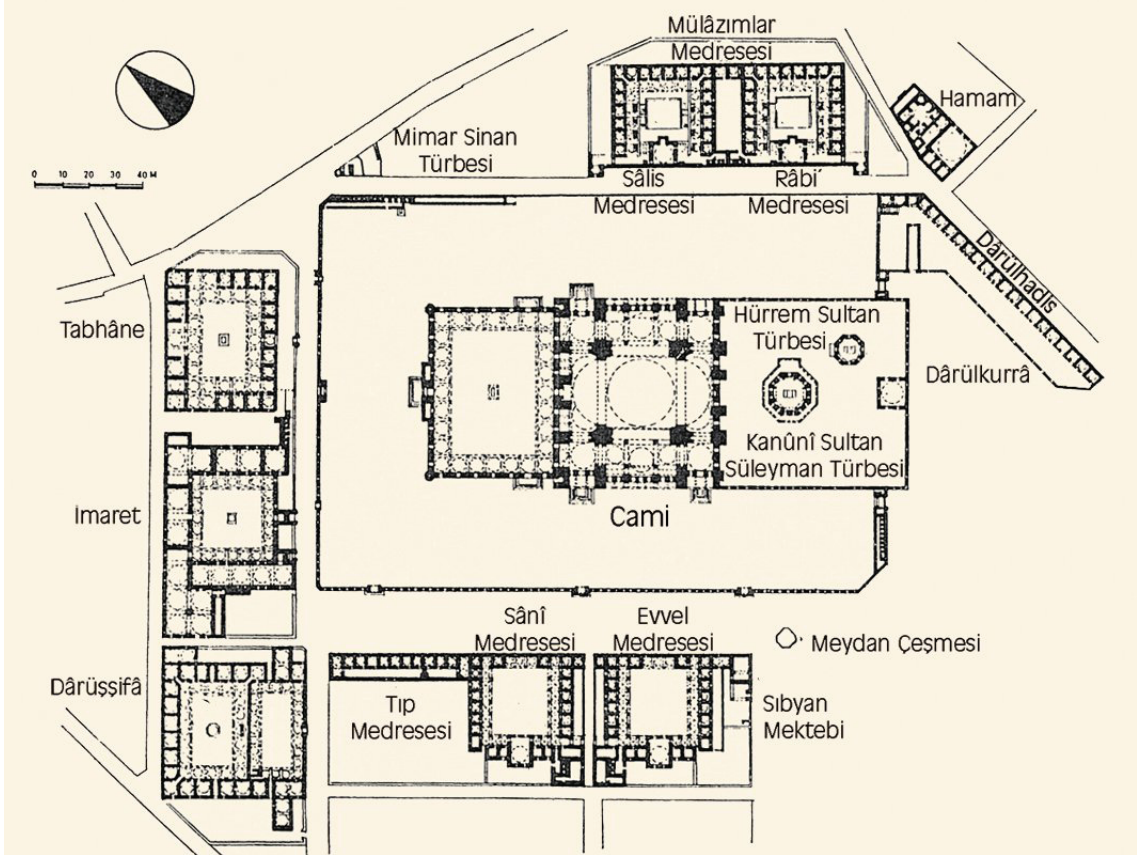 Mülâzımlar
Medresesi
Hamam
Mimar Sinan
Türbesi
0 10 20 30 40 M
Sâlis
Medresesi
Râbi´
Medresesi
Dârülhadis
Tabhâne
Hürrem Sultan
Türbesi
Dârülkurrâ
Kanûnî Sultan
Süleyman Türbesi
İmaret
Cami
Sânî
Medresesi
Evvel
Medresesi
Meydan Çeşmesi
Dârüşşifâ
Tıp
Medresesi
Sıbyan
Mektebi